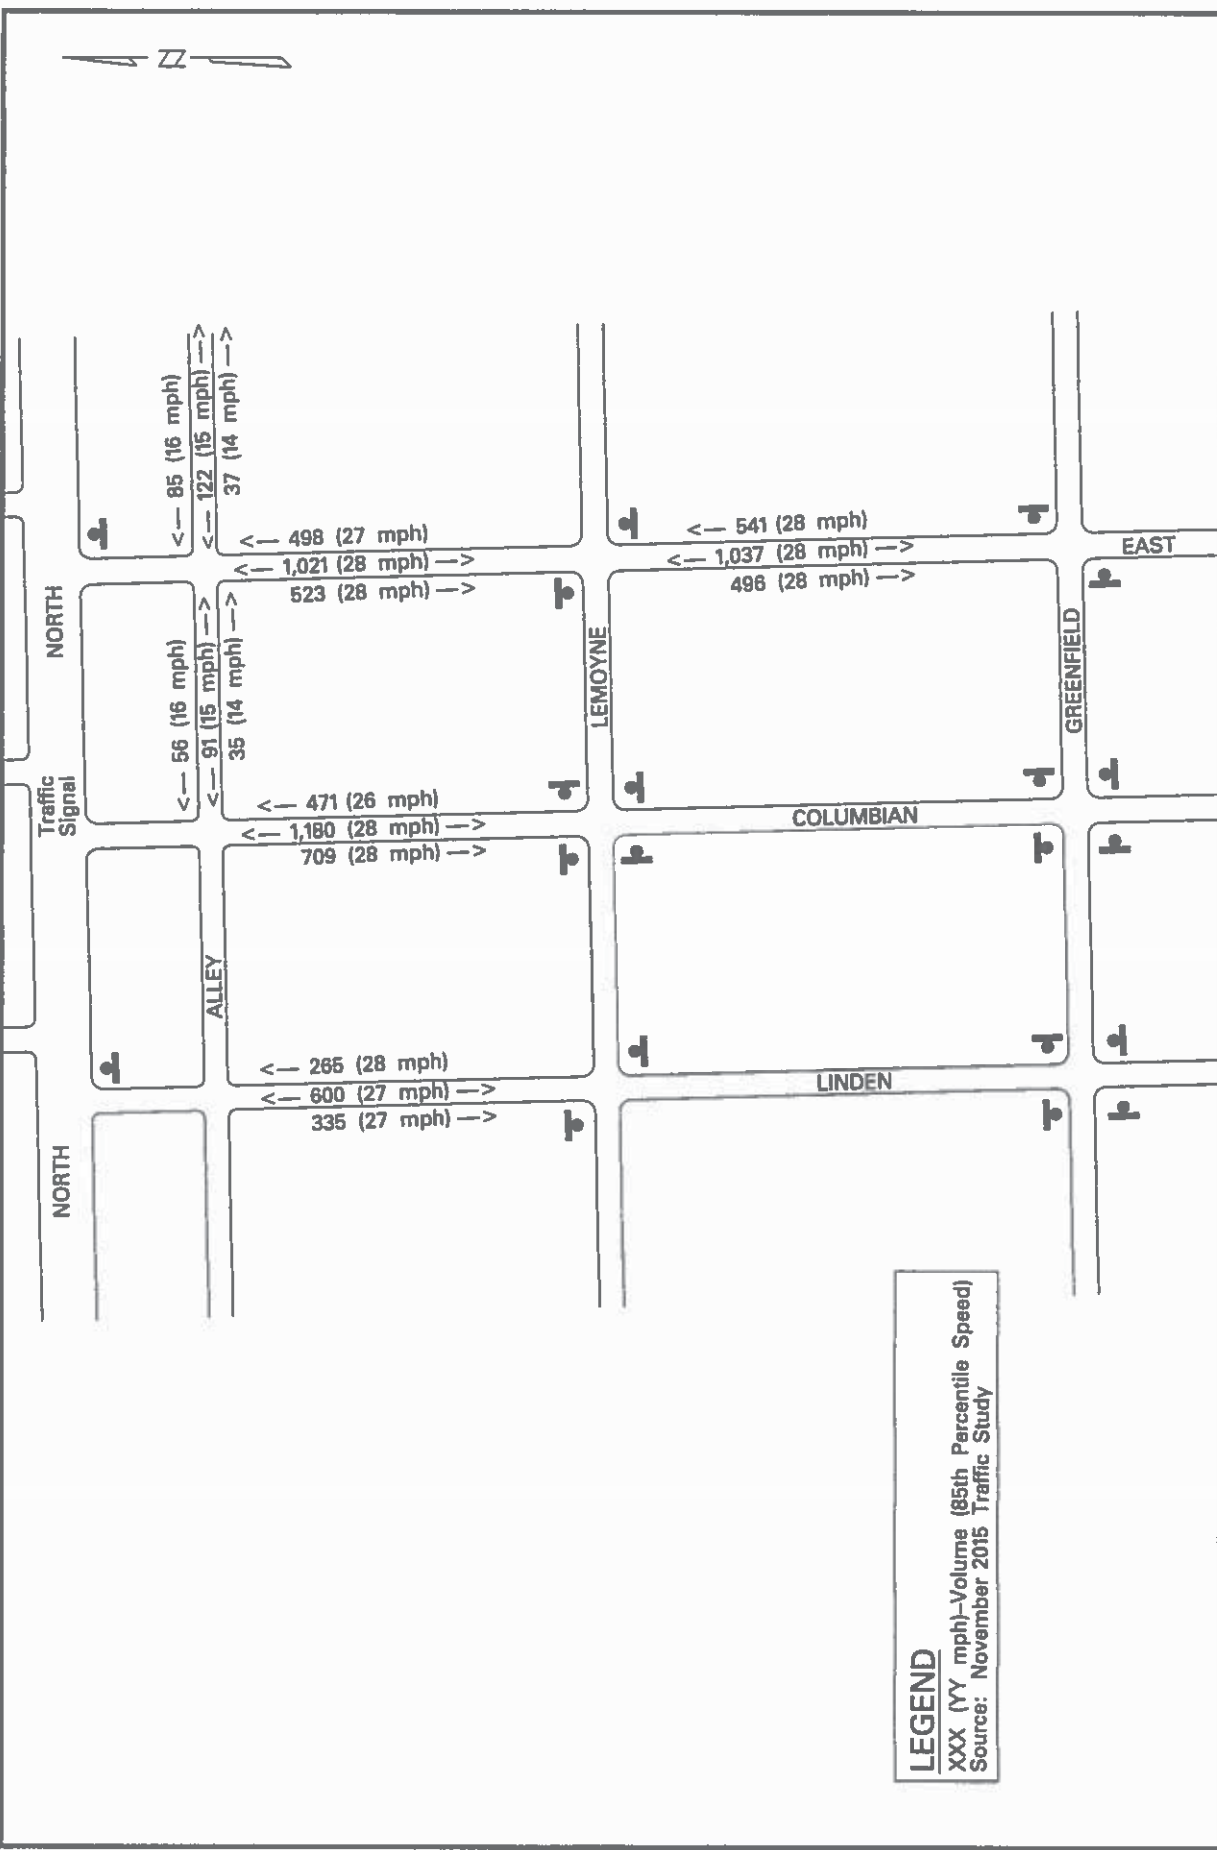 N
<— 85 (16 mph)
<— 122 (15 mph) —>
37 (14 mph) —>
<— 498 (27 mph)
<— 1,021 (28 mph) —>
523 (28 mph) —>
<— 541 (28 mph)
<— 1,037 (28 mph) —>
496 (28 mph) —>
EAST
NORTH
<— 56 (16 mph)
<— 91 (15 mph) —>
35 (14 mph) —>
LEMOYNE
GREENFIELD
Traffic
Signal
<— 471 (26 mph)
<— 1,180 (28 mph) —>
709 (28 mph) —>
COLUMBIAN
ALLEY
<— 265 (28 mph)
<— 600 (27 mph) —>
335 (27 mph) —>
LINDEN
NORTH
LEGEND
XXX (YY mph)–Volume (85th Percentile Speed)
Source: November 2015 Traffic Study